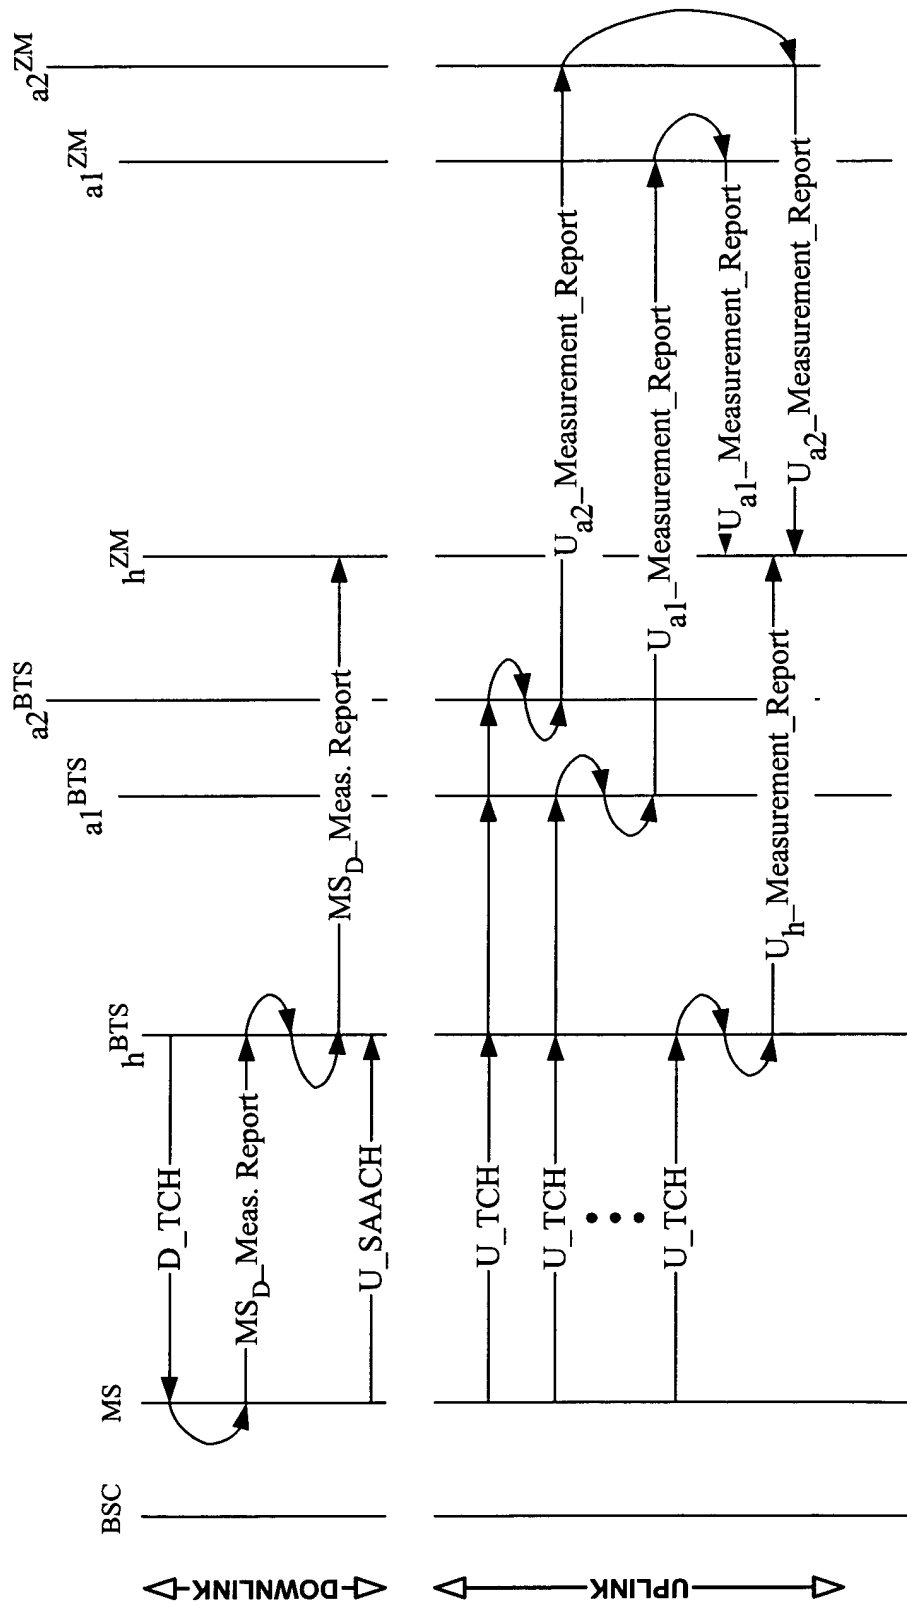 BSC
MS
h^BTS
a1^BTS
a2^BTS
h^ZM
a1^ZM
a2^ZM
DOWNLINK
D_TCH
MS_D_Meas. Report
MS_D_Meas. Report
U_SAACH
UPLINK
U_TCH
U_a2_Measurement_Report
U_TCH
U_a1_Measurement_Report
U_TCH
U_a1_Measurement_Report
U_h_Measurement_Report
U_a2_Measurement_Report